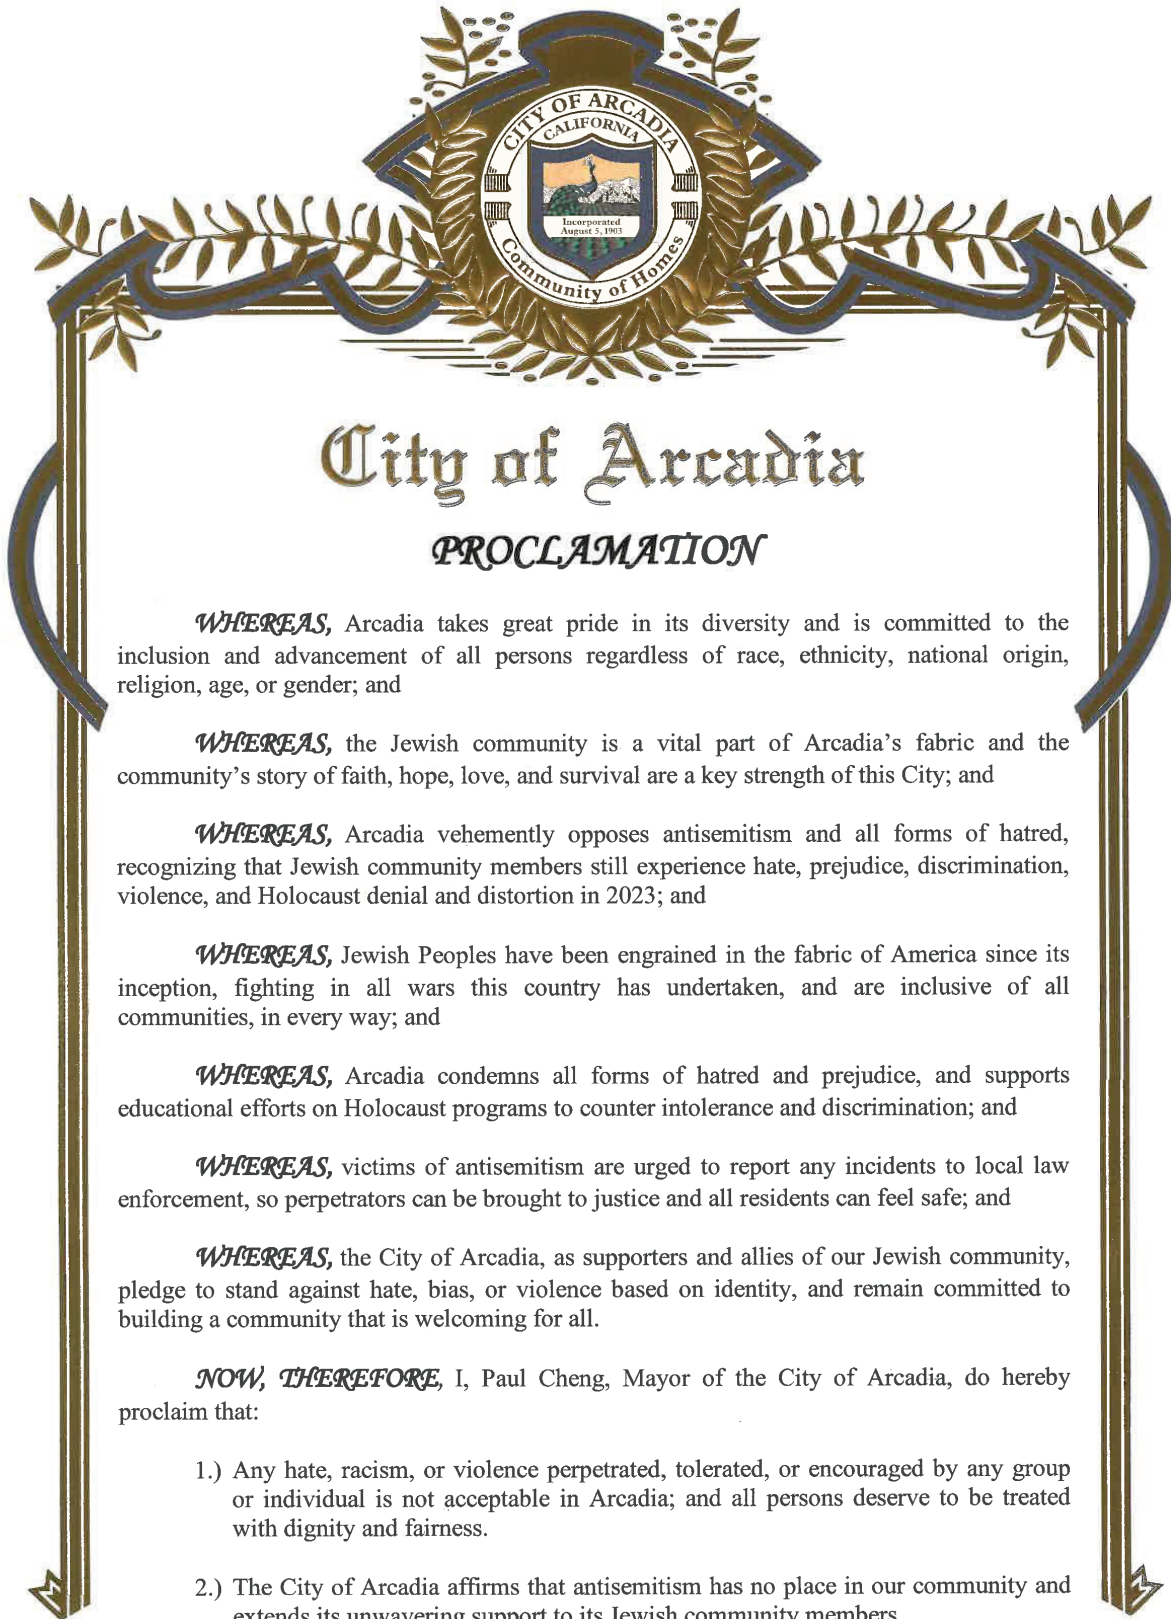 CITY OF ARCADIA
CALIFORNIA
Incorporated
August 5, 1903
Community of Homes
City of Arcadia
PROCLAMATION
WHEREAS, Arcadia takes great pride in its diversity and is committed to the
inclusion and advancement of all persons regardless of race, ethnicity, national origin,
religion, age, or gender; and
WHEREAS, the Jewish community is a vital part of Arcadia's fabric and the
community's story of faith, hope, love, and survival are a key strength of this City; and
WHEREAS, Arcadia vehemently opposes antisemitism and all forms of hatred,
recognizing that Jewish community members still experience hate, prejudice, discrimination,
violence, and Holocaust denial and distortion in 2023; and
WHEREAS, Jewish Peoples have been engrained in the fabric of America since its
inception, fighting in all wars this country has undertaken, and are inclusive of all
communities, in every way; and
WHEREAS, Arcadia condemns all forms of hatred and prejudice, and supports
educational efforts on Holocaust programs to counter intolerance and discrimination; and
WHEREAS, victims of antisemitism are urged to report any incidents to local law
enforcement, so perpetrators can be brought to justice and all residents can feel safe; and
WHEREAS, the City of Arcadia, as supporters and allies of our Jewish community,
pledge to stand against hate, bias, or violence based on identity, and remain committed to
building a community that is welcoming for all.
NOW, THEREFORE, I, Paul Cheng, Mayor of the City of Arcadia, do hereby
proclaim that:
1.) Any hate, racism, or violence perpetrated, tolerated, or encouraged by any group
or individual is not acceptable in Arcadia; and all persons deserve to be treated
with dignity and fairness.
2.) The City of Arcadia affirms that antisemitism has no place in our community and
extends its unwavering support to its Jewish community members.